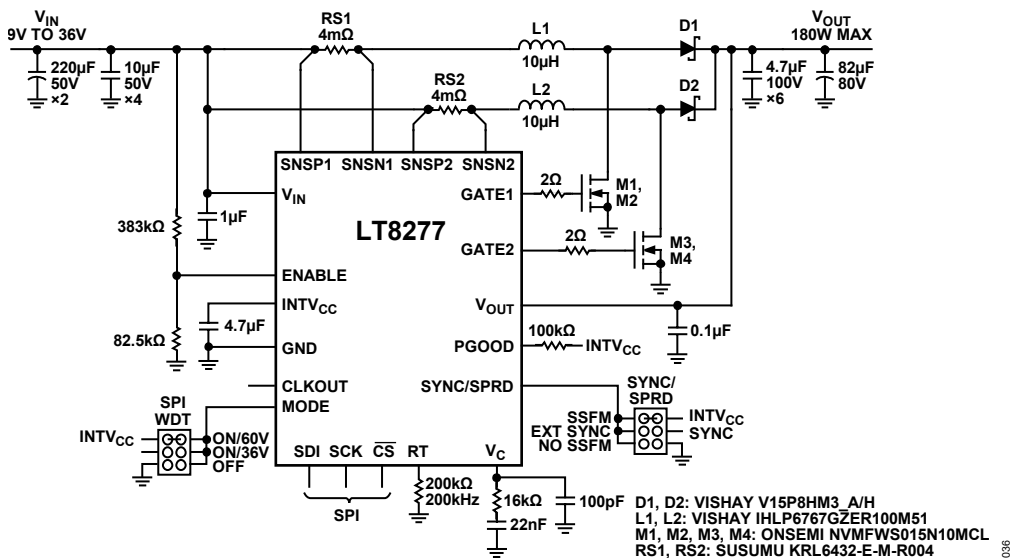 VIN
9V TO 36V
220µF
50V
×2
10µF
50V
×4
RS1
4mΩ
RS2
4mΩ
L1
10µH
L2
10µH
D1
D2
VOUT
180W MAX
4.7µF
100V
×6
82µF
80V
SNSP1
SNSN1
SNSP2
SNSN2
VIN
1µF
383kΩ
ENABLE
INTVCC
4.7µF
82.5kΩ
GND
CLKOUT
MODE
LT8277
GATE1
2Ω
M1,
M2
GATE2
2Ω
M3,
M4
VOUT
0.1µF
100kΩ
PGOOD
INTVCC
SYNC/SPRD
SYNC/
SPRD
SSFM
EXT SYNC
NO SSFM
INTVCC
SYNC
SPI
WDT
INTVCC
ON/60V
ON/36V
OFF
SDI
SCK
CS
RT
VC
SPI
200kΩ
200kHz
16kΩ
22nF
100pF
D1, D2: VISHAY V15P8HM3_A/H
L1, L2: VISHAY IHLP6767GZER100M51
M1, M2, M3, M4: ONSEMI NVMFWS015N10MCL
RS1, RS2: SUSUMU KRL6432-E-M-R004
036